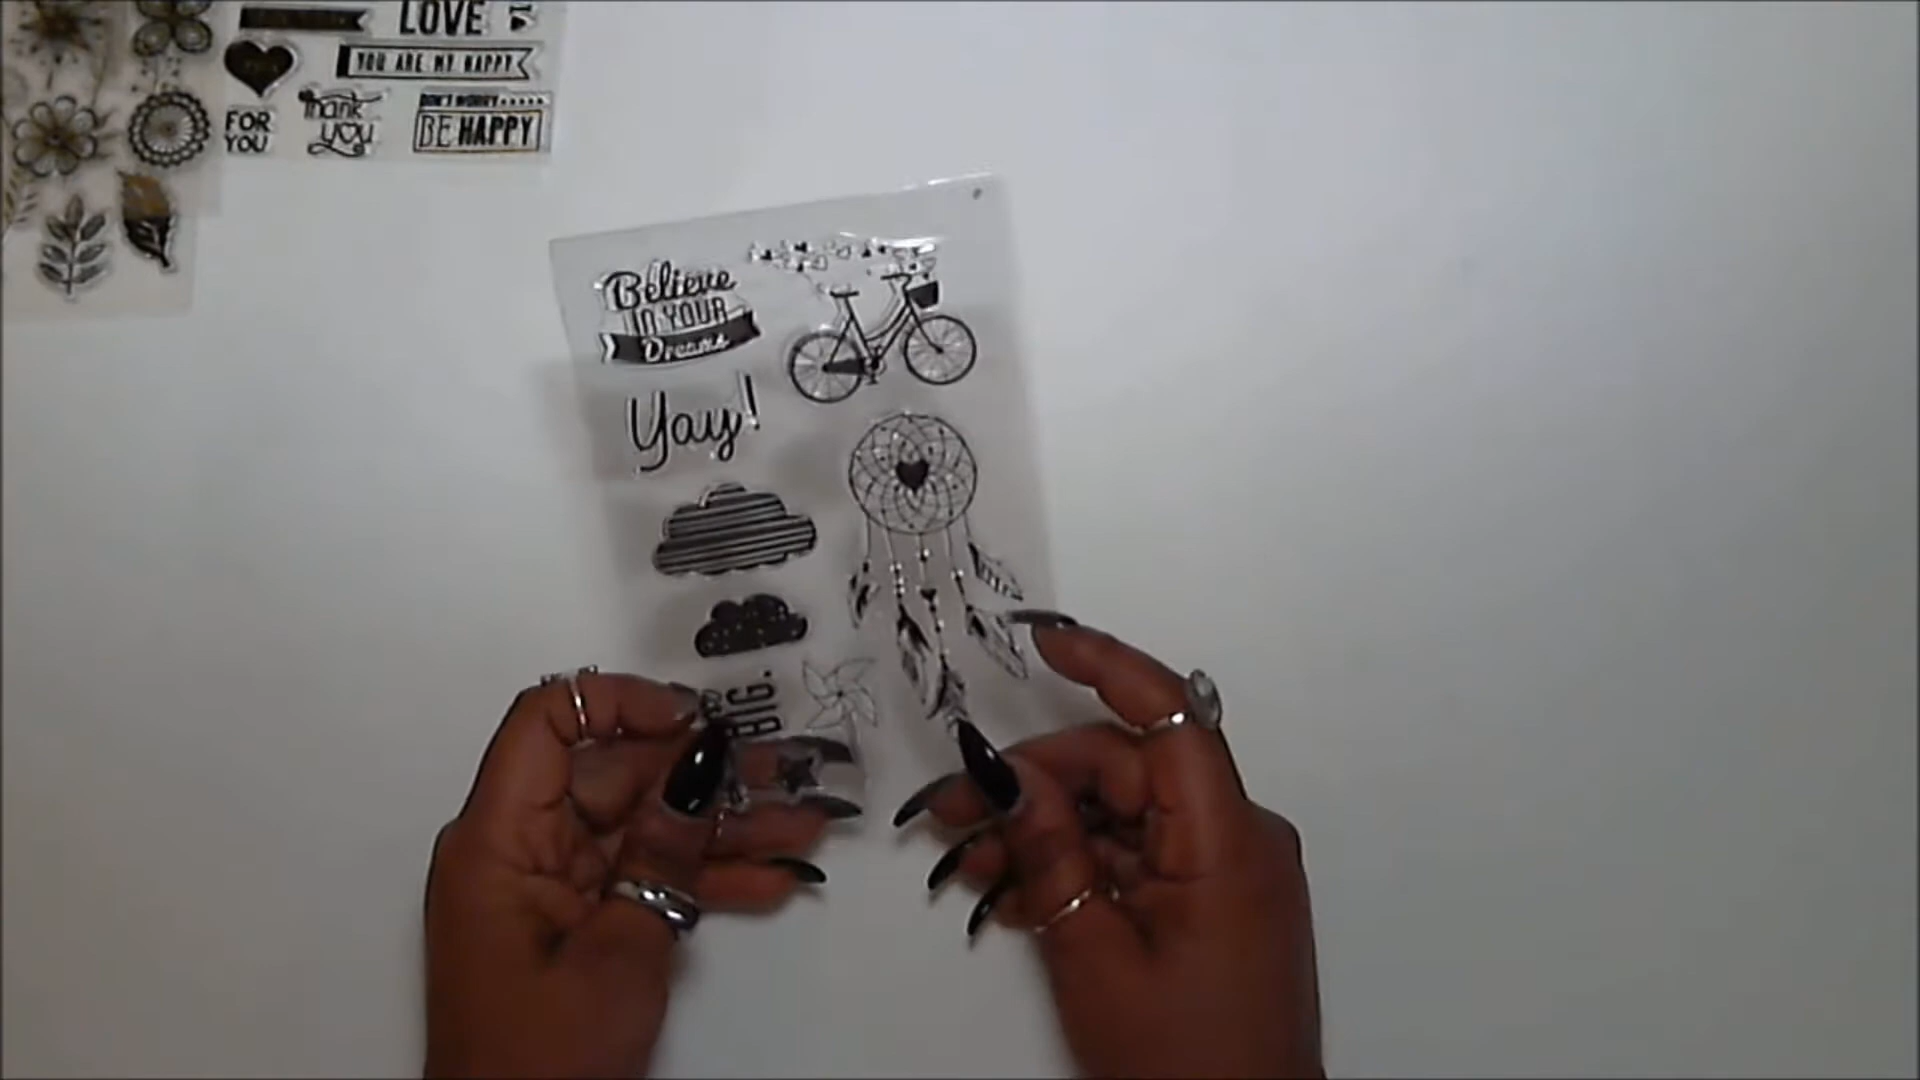 LOVE
YOU ARE MY HAPPY
FOR
YOU
Thank
you
DON'T WORRY
BE HAPPY
Believe
IN YOUR
Dreams
Yay!
BIG.